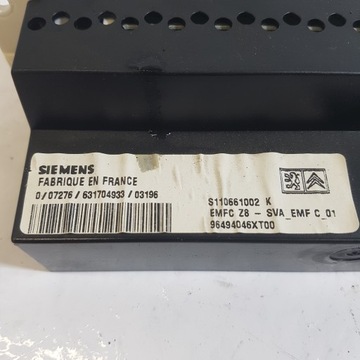 SIEMENS
FABRIQUE EN FRANCE
0/07276/631704933/03196
S110661002 K
EMFC Z8 - SVA_EMF C_01
96494046XT00